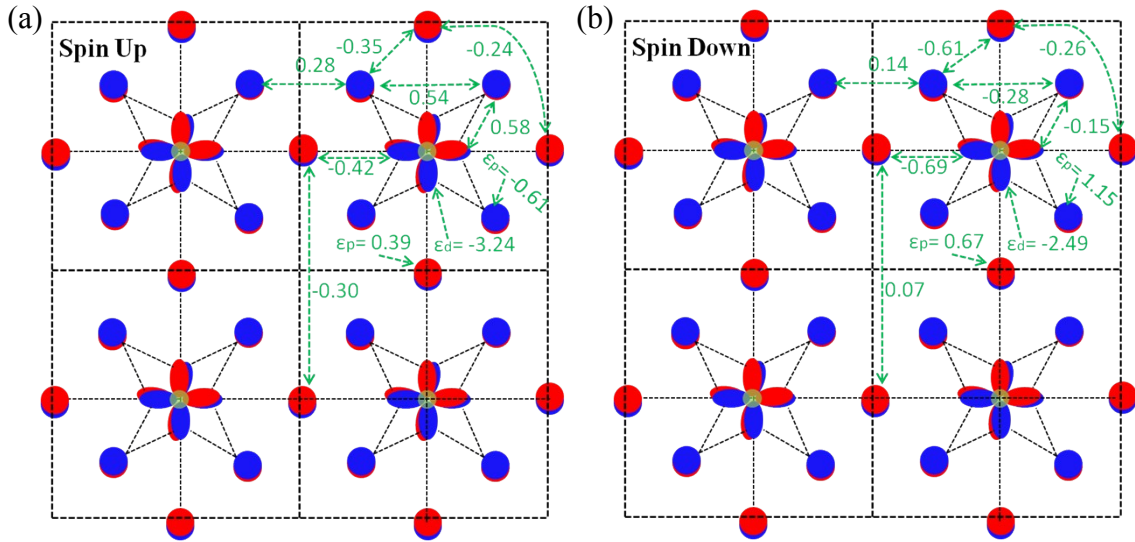 (a)
Spin Up
-0.35
-0.24
0.28
0.54
0.58
-0.42
εp= -0.61
εp= 0.39
εd= -3.24
-0.30
(b)
Spin Down
-0.61
-0.26
0.14
-0.28
-0.15
-0.69
εp= 1.15
εp= 0.67
εd= -2.49
0.07